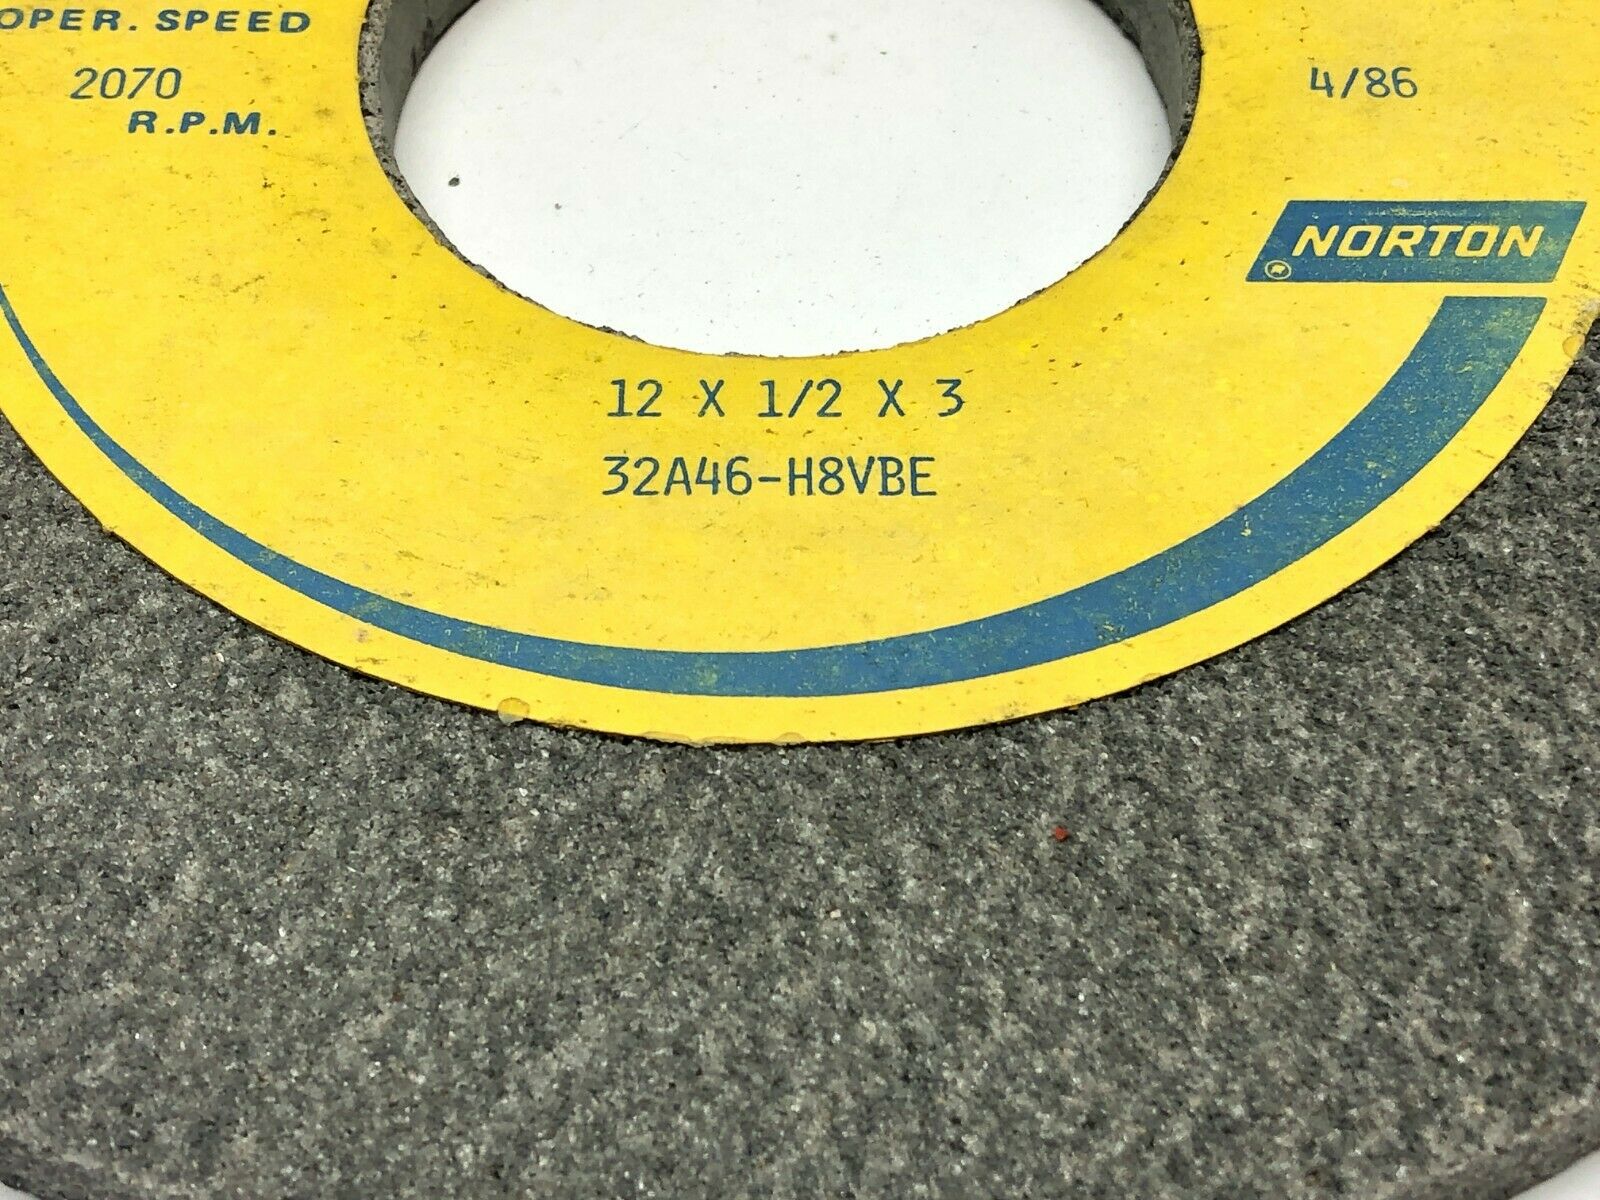 OPER. SPEED
2070
R.P.M.
4/86
NORTON
®
12 X 1/2 X 3
32A46-H8VBE